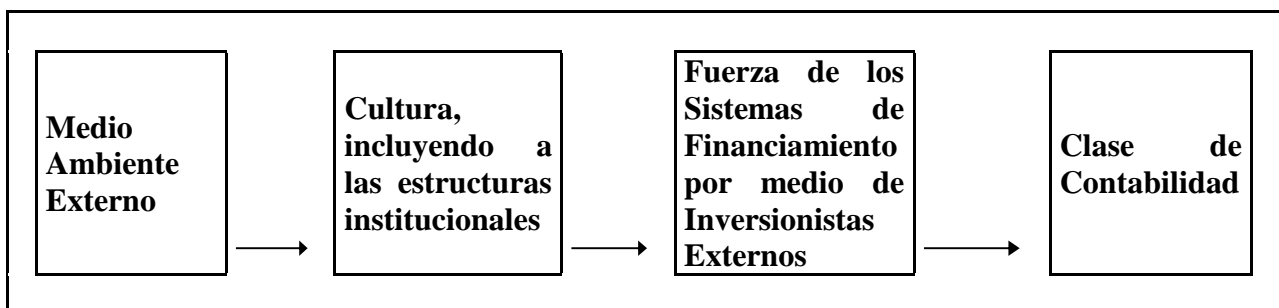 Medio
Ambiente
Externo
Cultura,
incluyendo a
las estructuras
institucionales
Fuerza de los
Sistemas de
Financiamiento
por medio de
Inversionistas
Externos
Clase de
Contabilidad